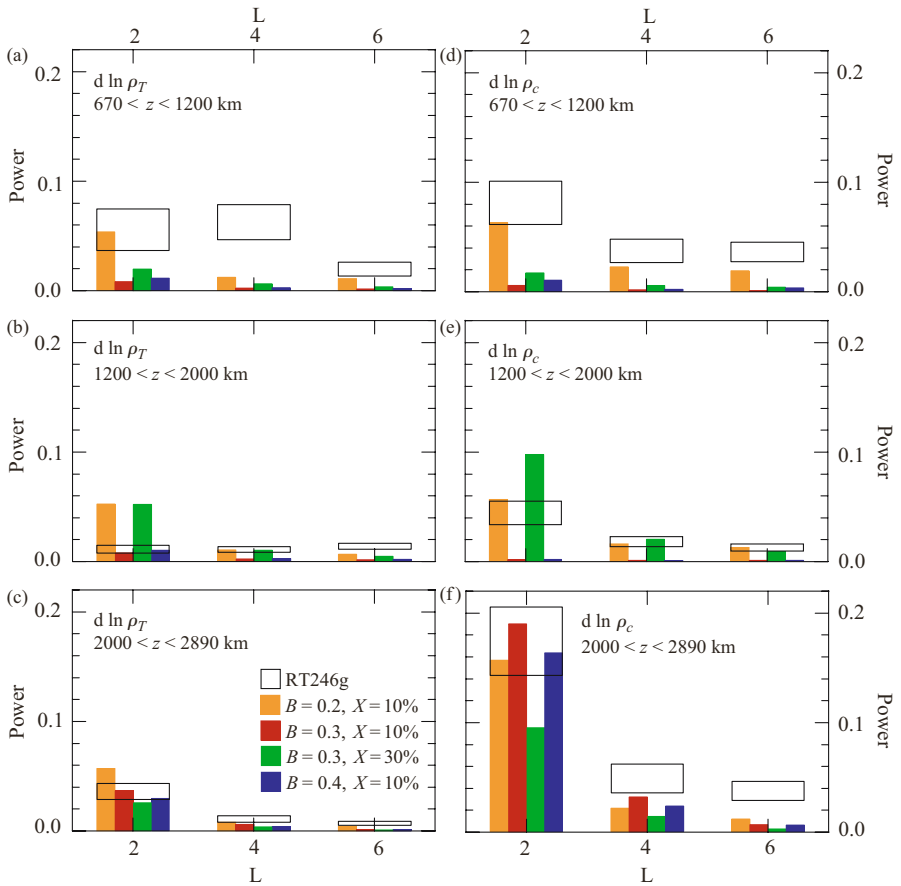 L
2 4 6
L
2 4 6
(a)
d ln ρ_T
670 < z < 1200 km
Power
0.2
0.1
0.0
(d)
d ln ρ_c
670 < z < 1200 km
Power
0.2
0.1
0.0
(b)
d ln ρ_T
1200 < z < 2000 km
Power
0.2
0.1
0.0
(e)
d ln ρ_c
1200 < z < 2000 km
Power
0.2
0.1
0.0
(c)
d ln ρ_T
2000 < z < 2890 km
Power
0.2
0.1
0.0
RT246g
B = 0.2, X = 10%
B = 0.3, X = 10%
B = 0.3, X = 30%
B = 0.4, X = 10%
2 4 6
L
(f)
d ln ρ_c
2000 < z < 2890 km
Power
0.2
0.1
0.0
2 4 6
L